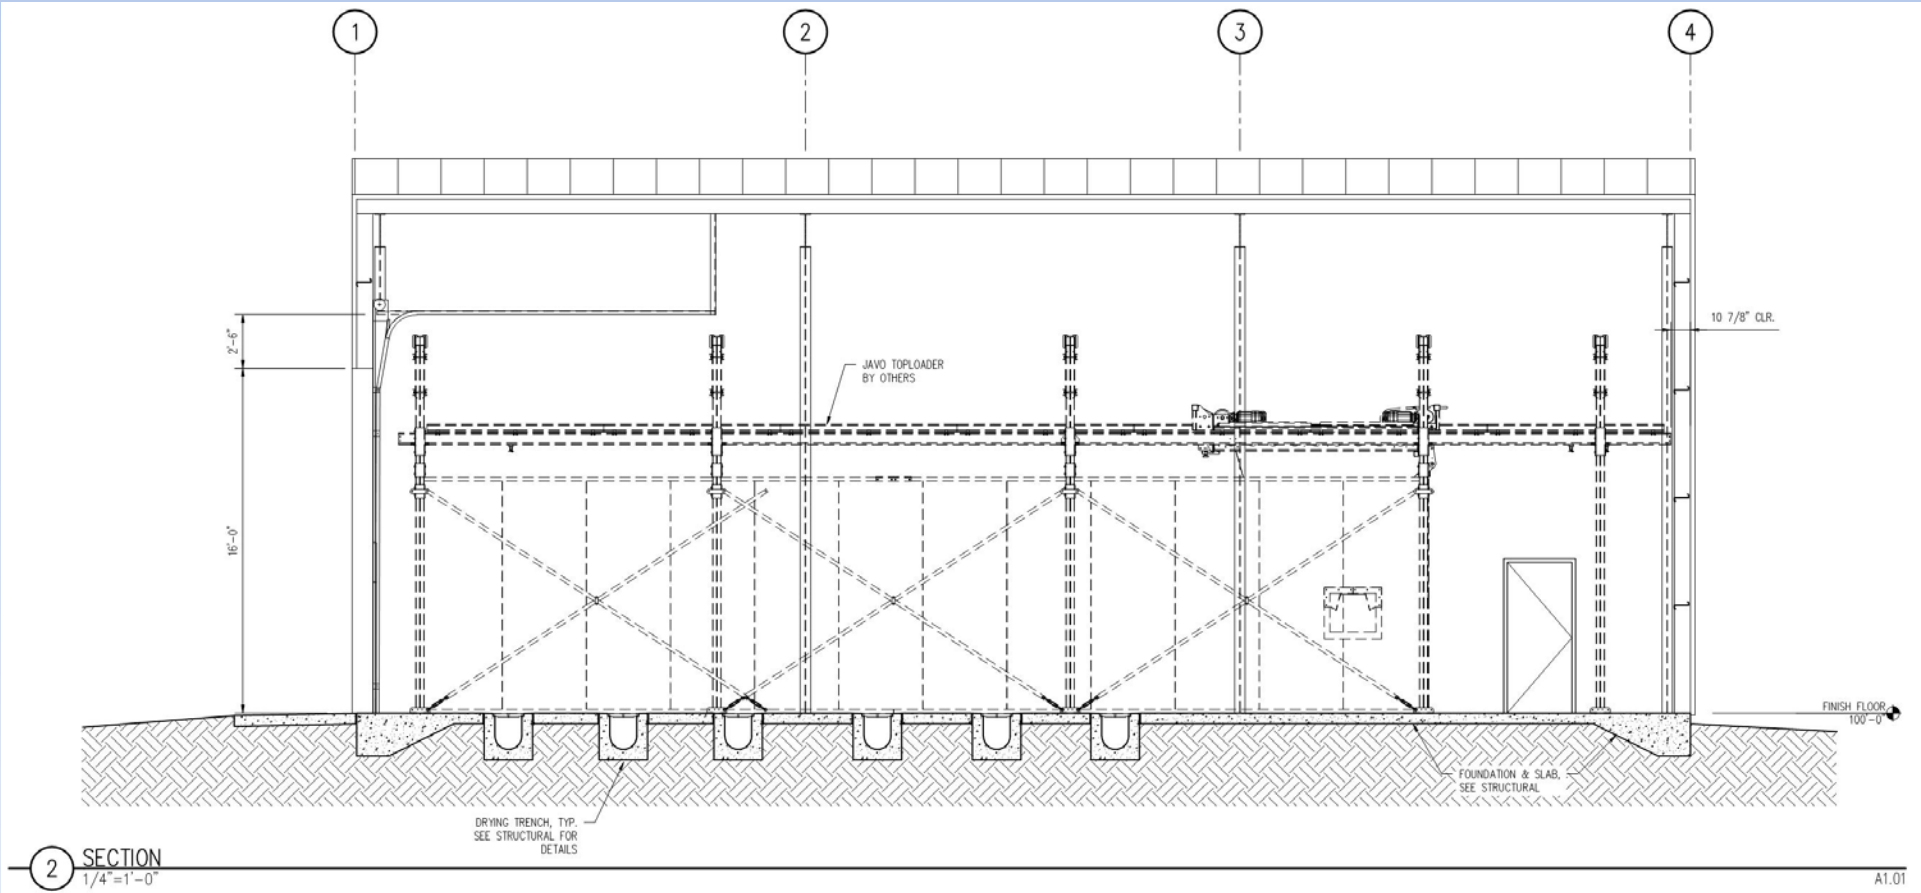 1
2
3
4
10 7/8" CLR.
2'-6"
JAVO TOPLOADER
BY OTHERS
16'-0"
FINISH FLOOR
100'-0"
FOUNDATION & SLAB,
SEE STRUCTURAL
DRYING TRENCH, TYP.
SEE STRUCTURAL FOR
DETAILS
2
SECTION
1/4"=1'-0"
A1.01